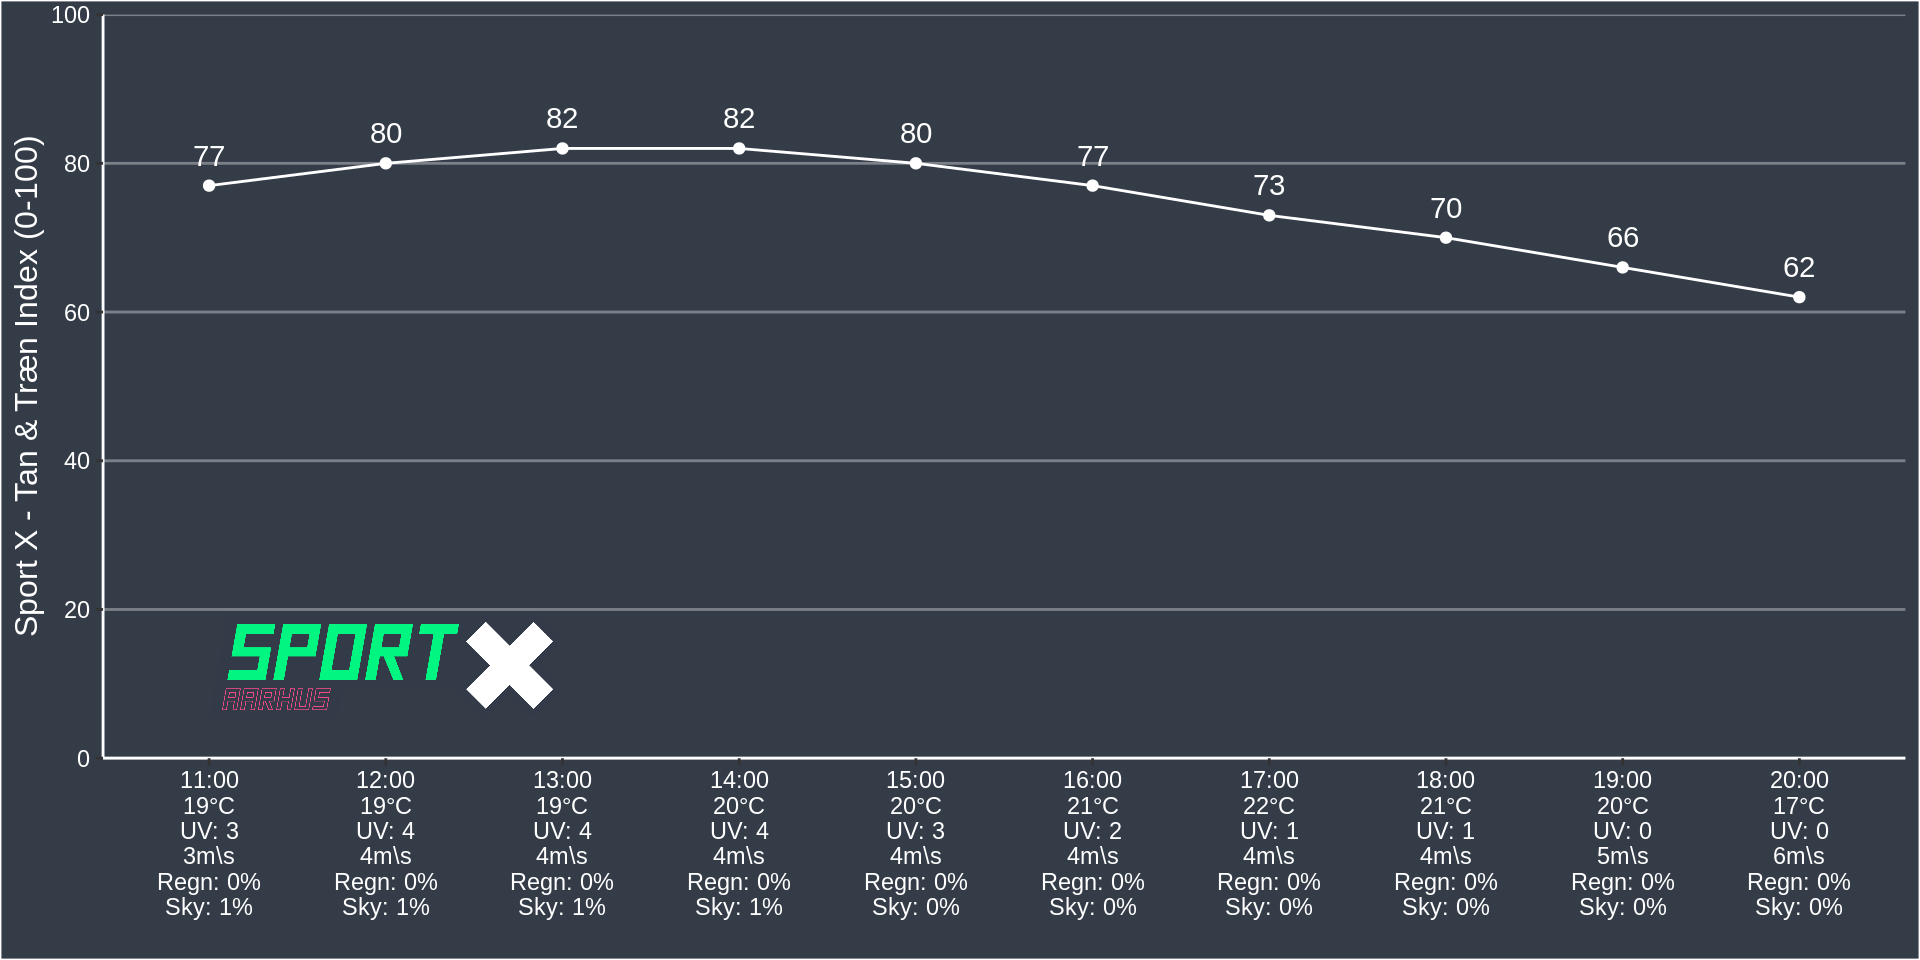 Sport X - Tan & Træn Index (0-100)
100
80
60
40
20
0
77 80 82 82 80 77 73 70 66 62
SPORT X
AARHUS
11:00 12:00 13:00 14:00 15:00 16:00 17:00 18:00 19:00 20:00
19°C 19°C 19°C 20°C 20°C 21°C 22°C 21°C 20°C 17°C
UV: 3 UV: 4 UV: 4 UV: 4 UV: 3 UV: 2 UV: 1 UV: 1 UV: 0 UV: 0
3m\s 4m\s 4m\s 4m\s 4m\s 4m\s 4m\s 4m\s 5m\s 6m\s
Regn: 0% Regn: 0% Regn: 0% Regn: 0% Regn: 0% Regn: 0% Regn: 0% Regn: 0% Regn: 0% Regn: 0%
Sky: 1% Sky: 1% Sky: 1% Sky: 1% Sky: 0% Sky: 0% Sky: 0% Sky: 0% Sky: 0% Sky: 0%